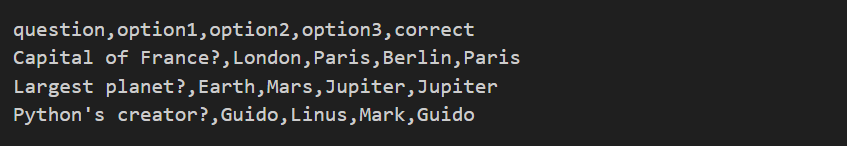 question,option1,option2,option3,correct
Capital of France?,London,Paris,Berlin,Paris
Largest planet?,Earth,Mars,Jupiter,Jupiter
Python's creator?,Guido,Linus,Mark,Guido